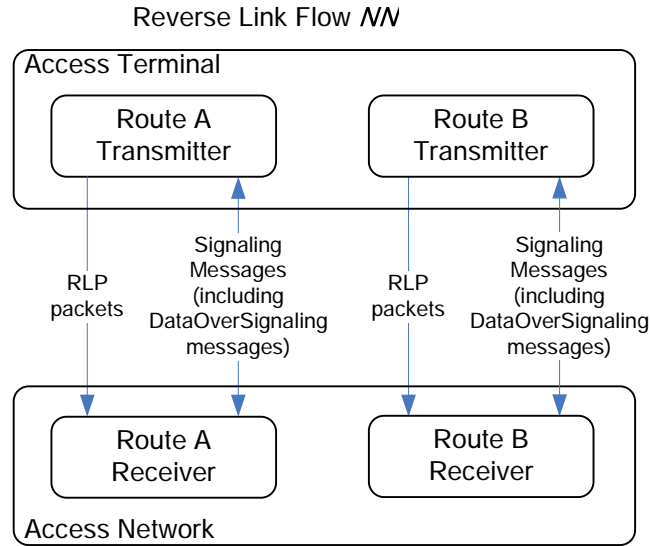 Reverse Link Flow NN
Access Terminal
Route A
Transmitter
Route B
Transmitter
RLP
packets
Signaling
Messages
(including
DataOverSignaling
messages)
RLP
packets
Signaling
Messages
(including
DataOverSignaling
messages)
Route A
Receiver
Route B
Receiver
Access Network